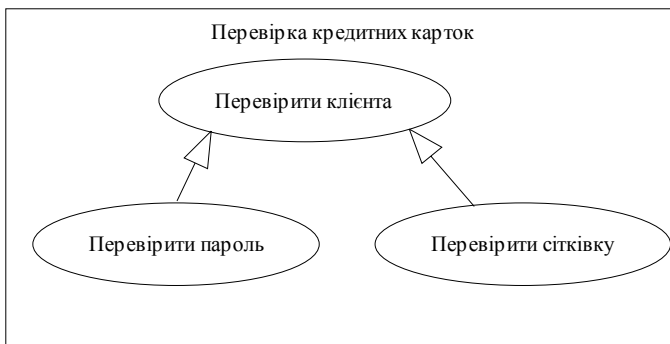 Перевірка кредитних карток
Перевірити клієнта
Перевірити пароль
Перевірити сітківку